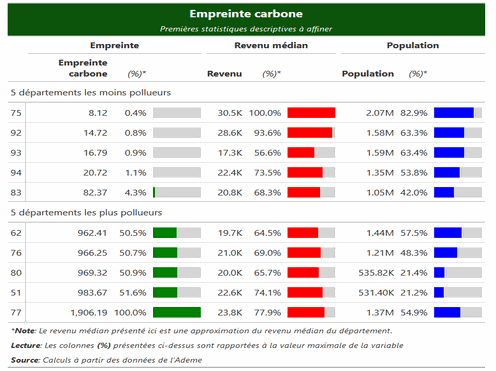 Empreinte carbone
Premières statistiques descriptives à affiner
Empreinte Revenu médian Population
Empreinte carbone (%)* Revenu (%)* Population (%)*
5 départements les moins pollueurs
75 8.12 0.4% 30.5K 100.0% 2.07M 82.9%
92 14.72 0.8% 28.6K 93.6% 1.58M 63.3%
93 16.79 0.9% 17.3K 56.6% 1.59M 63.4%
94 20.72 1.1% 22.4K 73.5% 1.35M 53.8%
83 82.37 4.3% 20.8K 68.3% 1.05M 42.0%
5 départements les plus pollueurs
62 962.41 50.5% 19.7K 64.5% 1.44M 57.5%
76 966.25 50.7% 21.0K 69.0% 1.21M 48.3%
80 969.32 50.9% 20.0K 65.7% 535.82K 21.4%
51 983.67 51.6% 22.6K 74.1% 531.40K 21.2%
77 1,906.19 100.0% 23.8K 77.9% 1.37M 54.9%
*Note: Le revenu médian présenté ici est une approximation du revenu médian du département.
Lecture: Les colonnes (%) présentées ci-dessus sont rapportées à la valeur maximale de la variable
Source: Calculs à partir des données de l'Ademe